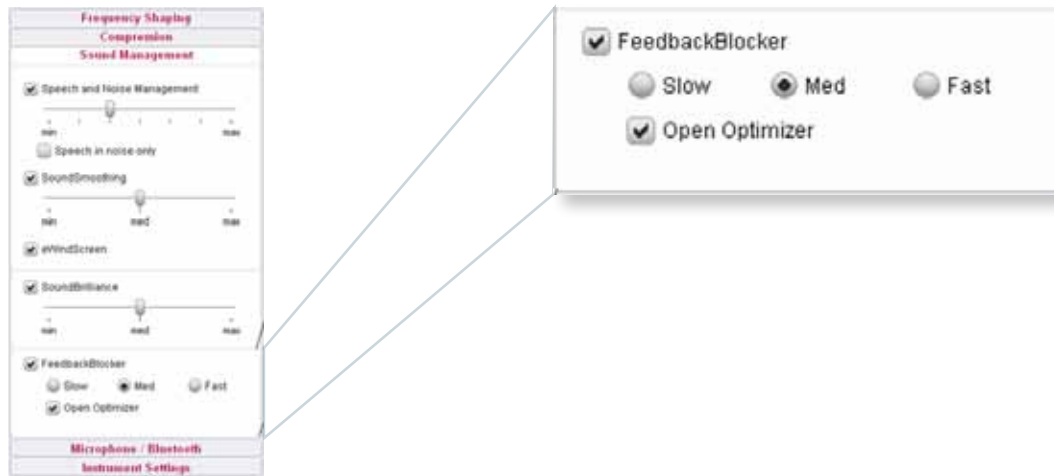 Frequency Shaping
Compression
Sound Management
Speech and Noise Management
min max
Speech in noise only
SoundSmoothing
min med max
eWindScreen
SoundBrilliance
min med max
FeedbackBlocker
Slow Med Fast
Open Optimizer
Microphone / Bluetooth
Instrument Settings
FeedbackBlocker
Slow Med Fast
Open Optimizer